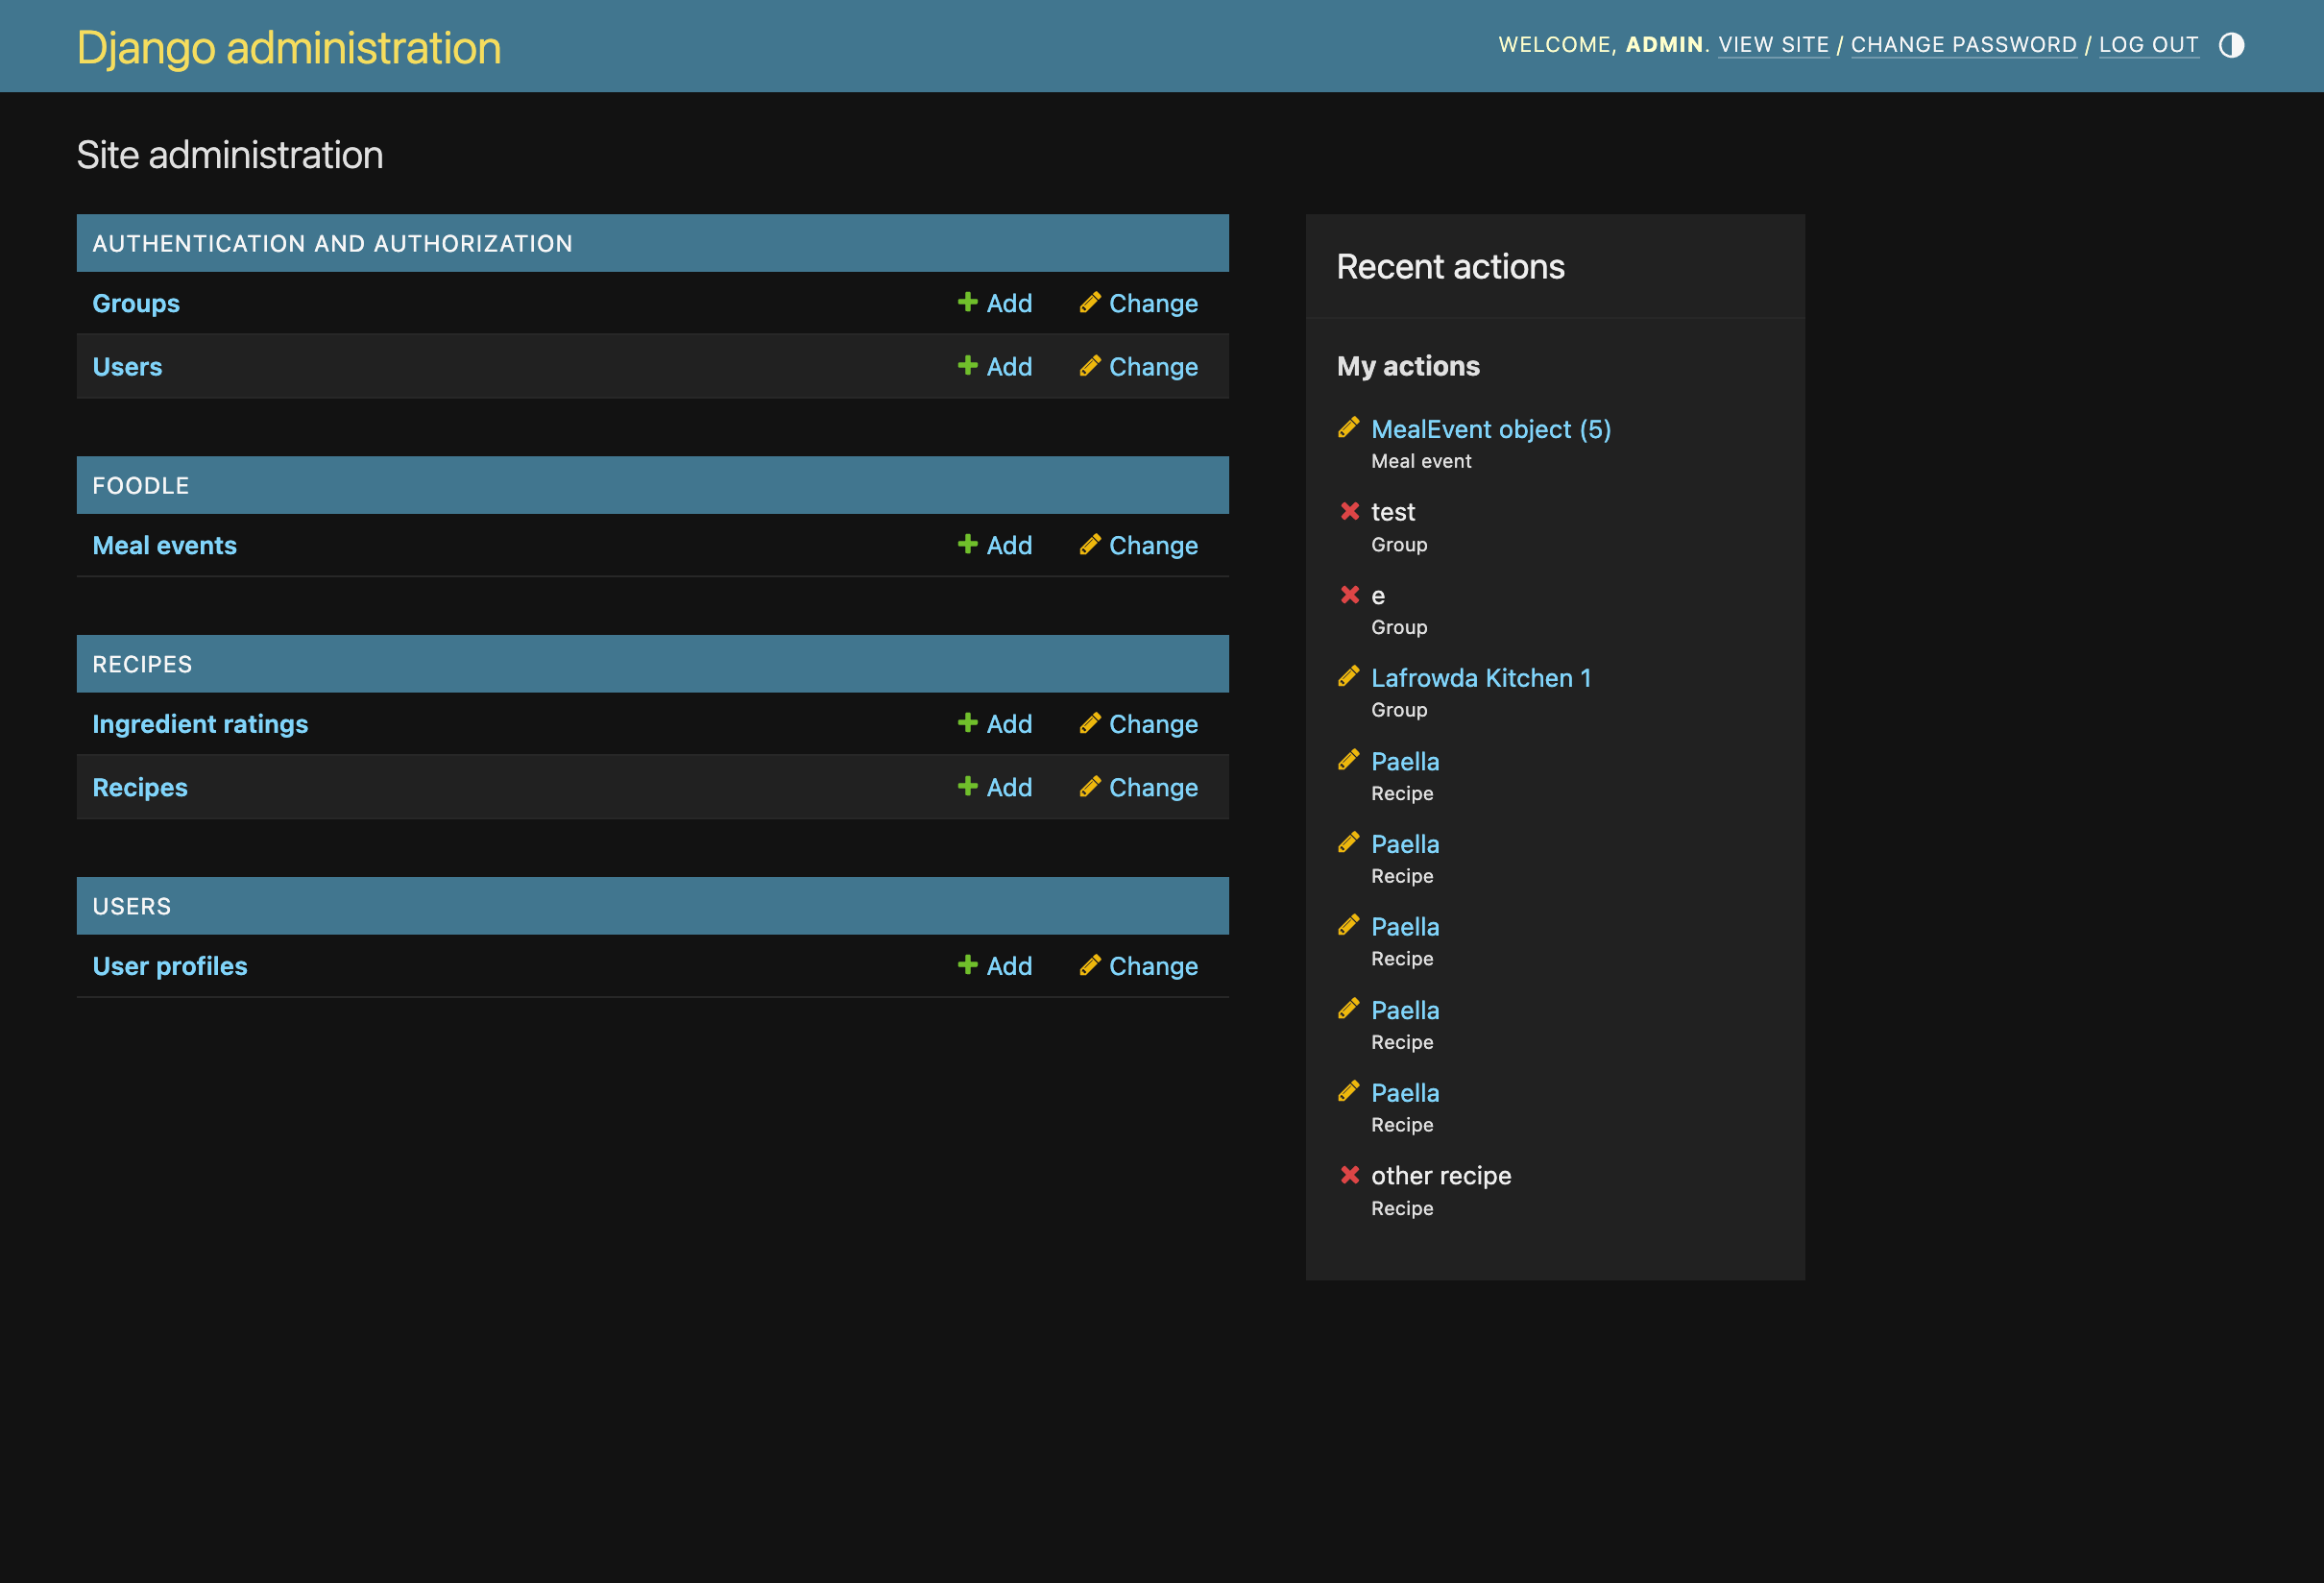 Django administration
WELCOME, ADMIN. VIEW SITE / CHANGE PASSWORD / LOG OUT
Site administration
AUTHENTICATION AND AUTHORIZATION
Groups Add Change
Users Add Change
FOODLE
Meal events Add Change
RECIPES
Ingredient ratings Add Change
Recipes Add Change
USERS
User profiles Add Change
Recent actions
My actions
MealEvent object (5)
Meal event
test
Group
e
Group
Lafrowda Kitchen 1
Group
Paella
Recipe
Paella
Recipe
Paella
Recipe
Paella
Recipe
Paella
Recipe
other recipe
Recipe